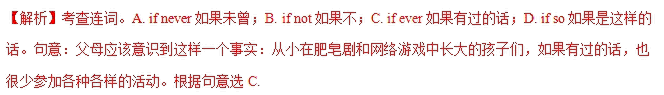 【解析】考查连词。A. if never 如果未曾；B. if not 如果不；C. if ever 如果有过的话；D. if so 如果是这样的
话。句意：父母应该意识到这样一个事实：从小在肥皂剧和网络游戏中长大的孩子们，如果有过的话，也
很少参加各种各样的活动。根据句意选 C.